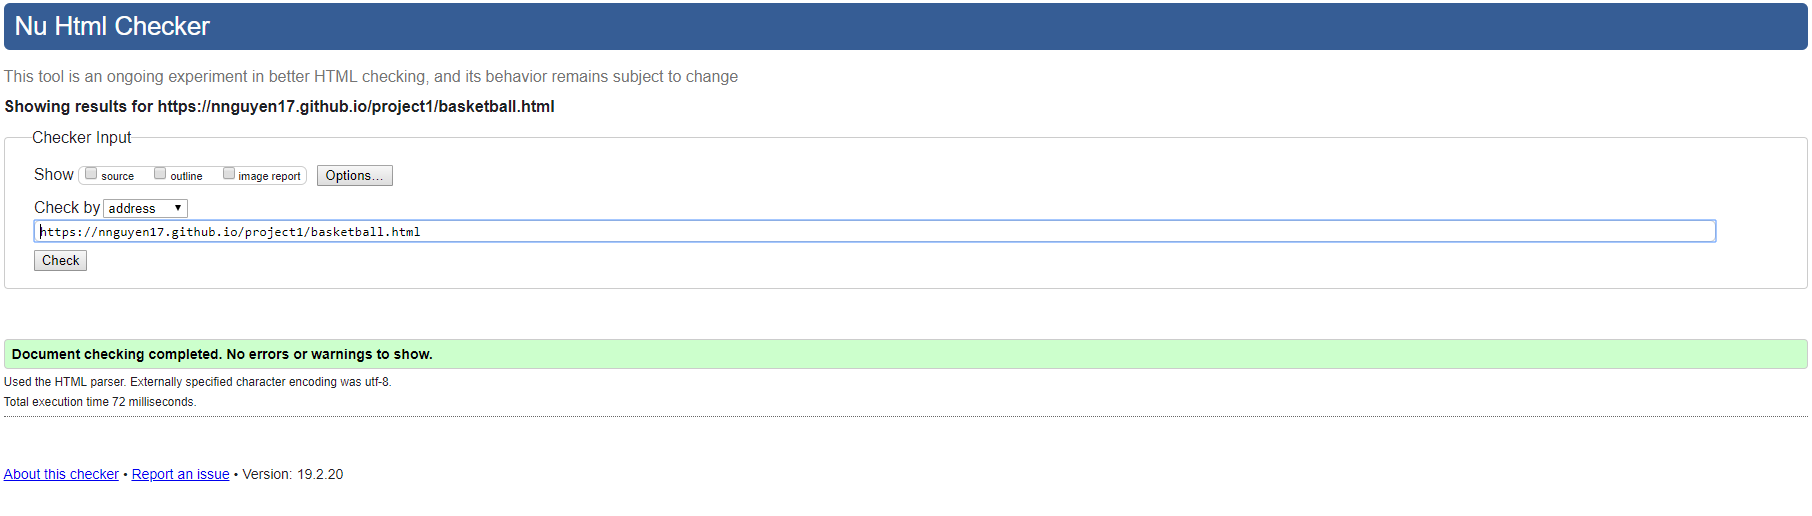 Nu Html Checker
This tool is an ongoing experiment in better HTML checking, and its behavior remains subject to change
Showing results for https://nnguyen17.github.io/project1/basketball.html
Checker Input
Show source outline image report Options...
Check by address
https://nnguyen17.github.io/project1/basketball.html
Check
Document checking completed. No errors or warnings to show.
Used the HTML parser. Externally specified character encoding was utf-8.
Total execution time 72 milliseconds.
About this checker • Report an issue • Version: 19.2.20